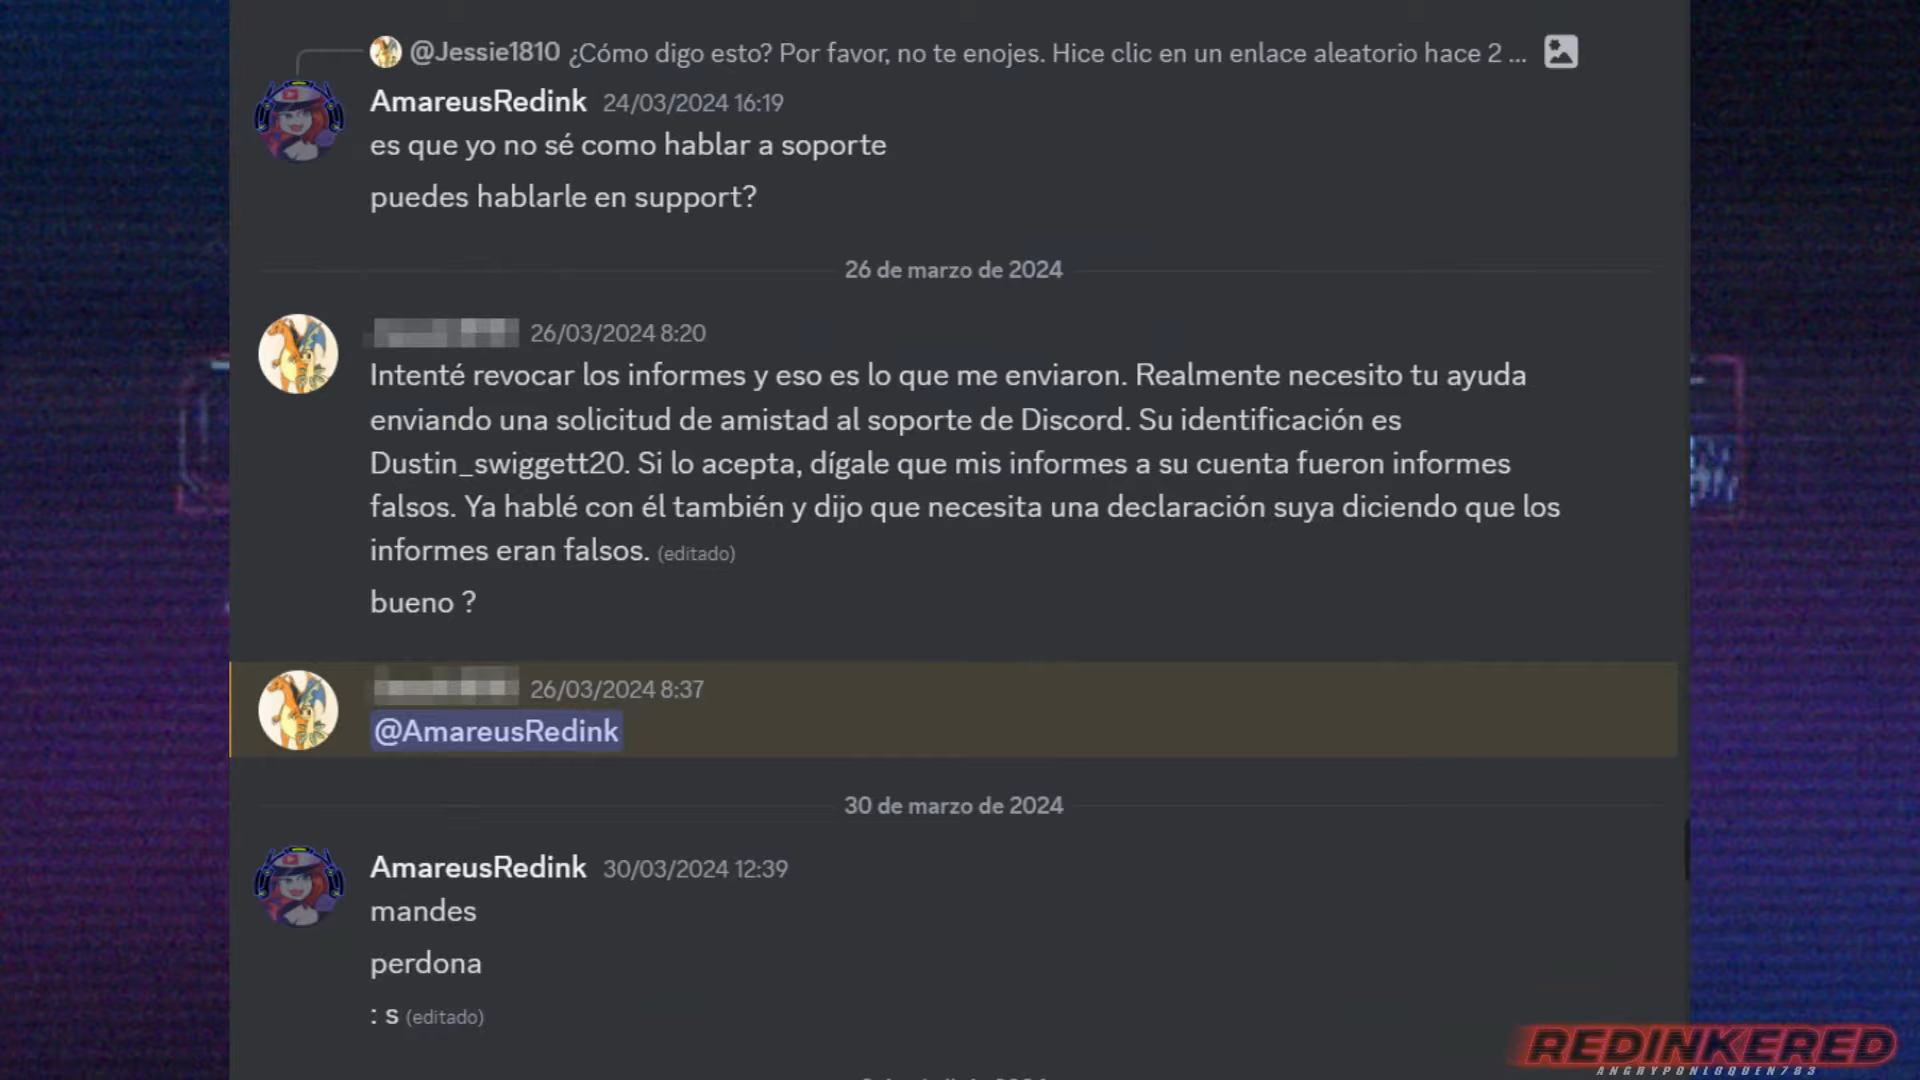 @Jessie1810 ¿Cómo digo esto? Por favor, no te enojes. Hice clic en un enlace aleatorio hace 2 ...
AmareusRedink 24/03/2024 16:19
es que yo no sé como hablar a soporte
puedes hablarle en support?
26 de marzo de 2024
26/03/2024 8:20
Intenté revocar los informes y eso es lo que me enviaron. Realmente necesito tu ayuda
enviando una solicitud de amistad al soporte de Discord. Su identificación es
Dustin_swiggett20. Si lo acepta, dígale que mis informes a su cuenta fueron informes
falsos. Ya hablé con él también y dijo que necesita una declaración suya diciendo que los
informes eran falsos. (editado)
bueno ?
26/03/2024 8:37
@AmareusRedink
30 de marzo de 2024
AmareusRedink 30/03/2024 12:39
mandes
perdona
: s (editado)
REDINKERED
ANGRYPONLOQUEN783